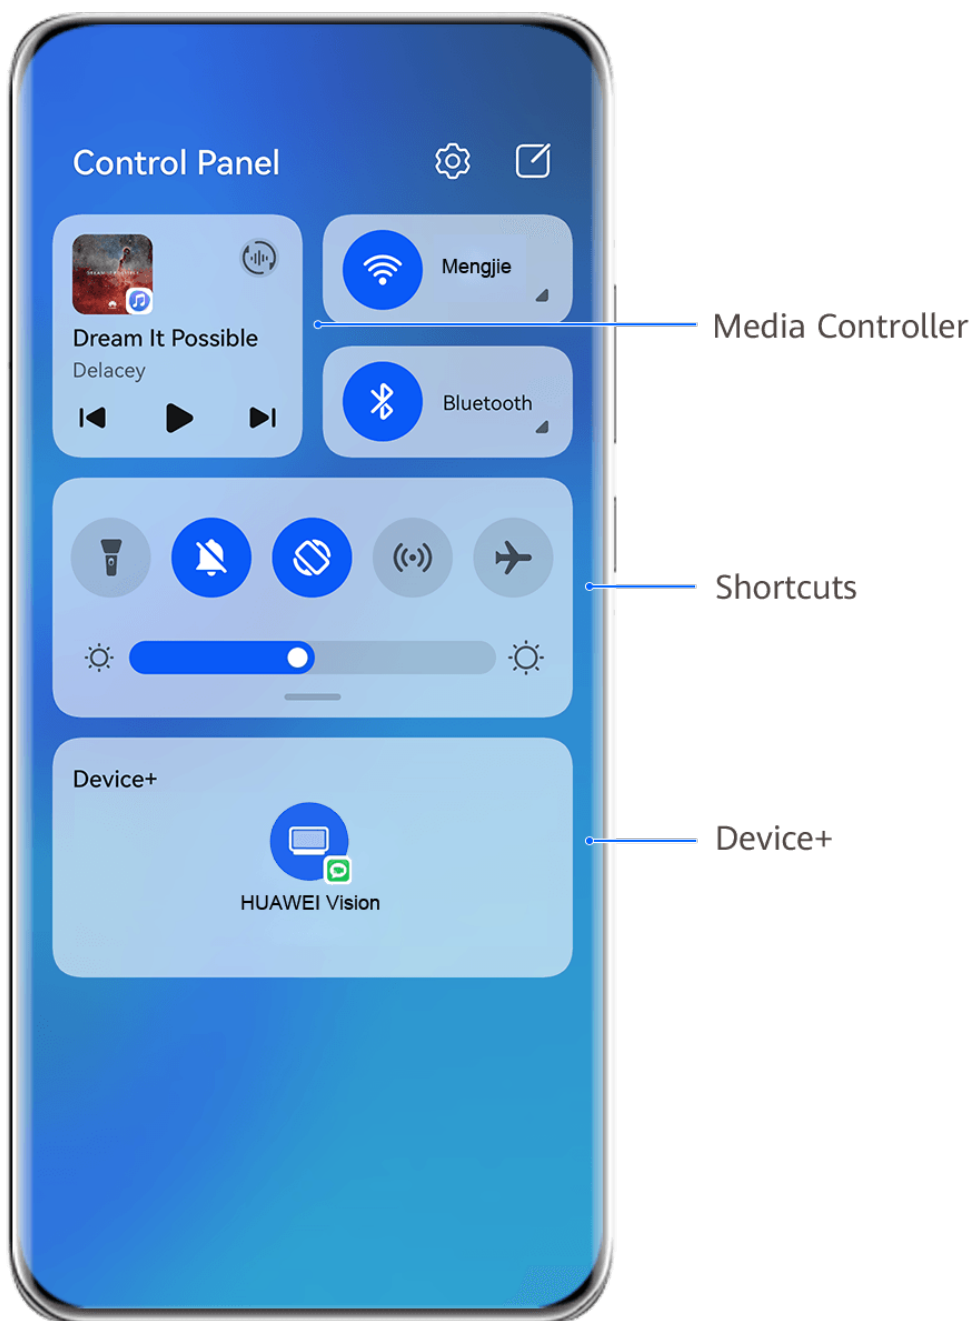 Control Panel
Mengjie
Dream It Possible
Delacey
Bluetooth
Media Controller
Shortcuts
Device+
HUAWEI Vision
Device+